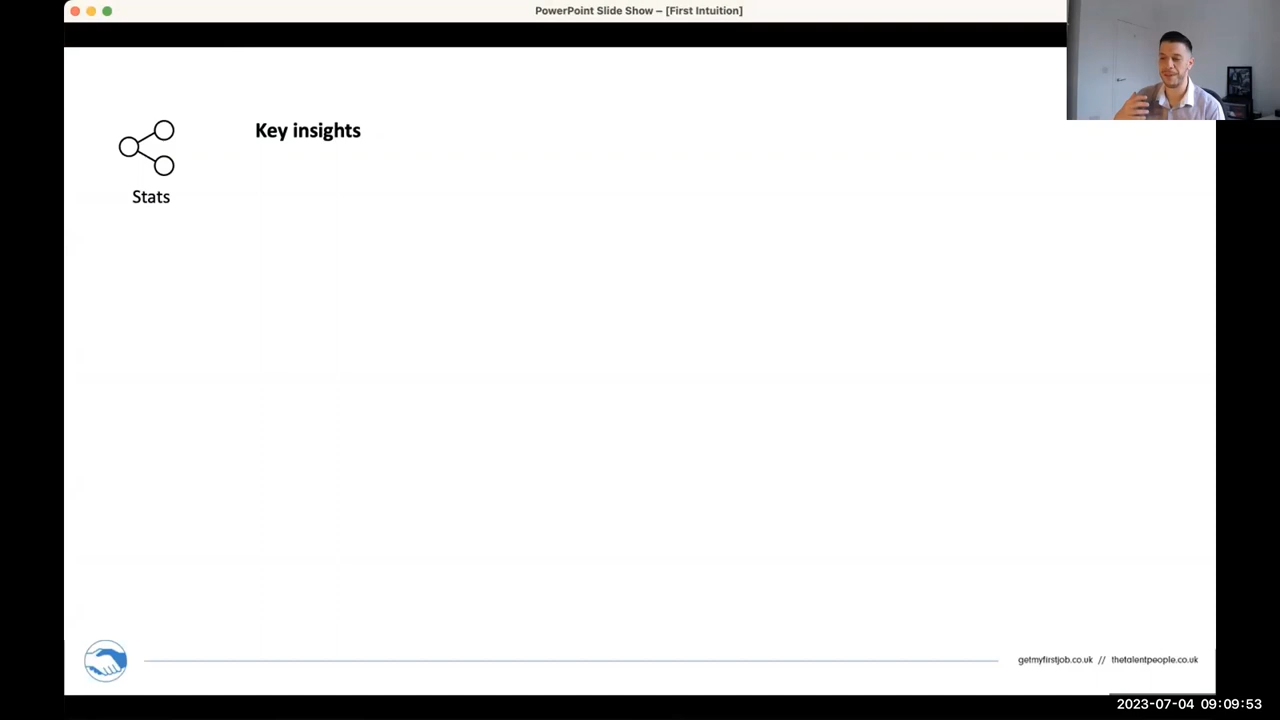 PowerPoint Slide Show – [First Intuition]
Key insights
Stats
getmyfirstjob.co.uk // thetalentpeople.co.uk
2023-07-04 09:09:53